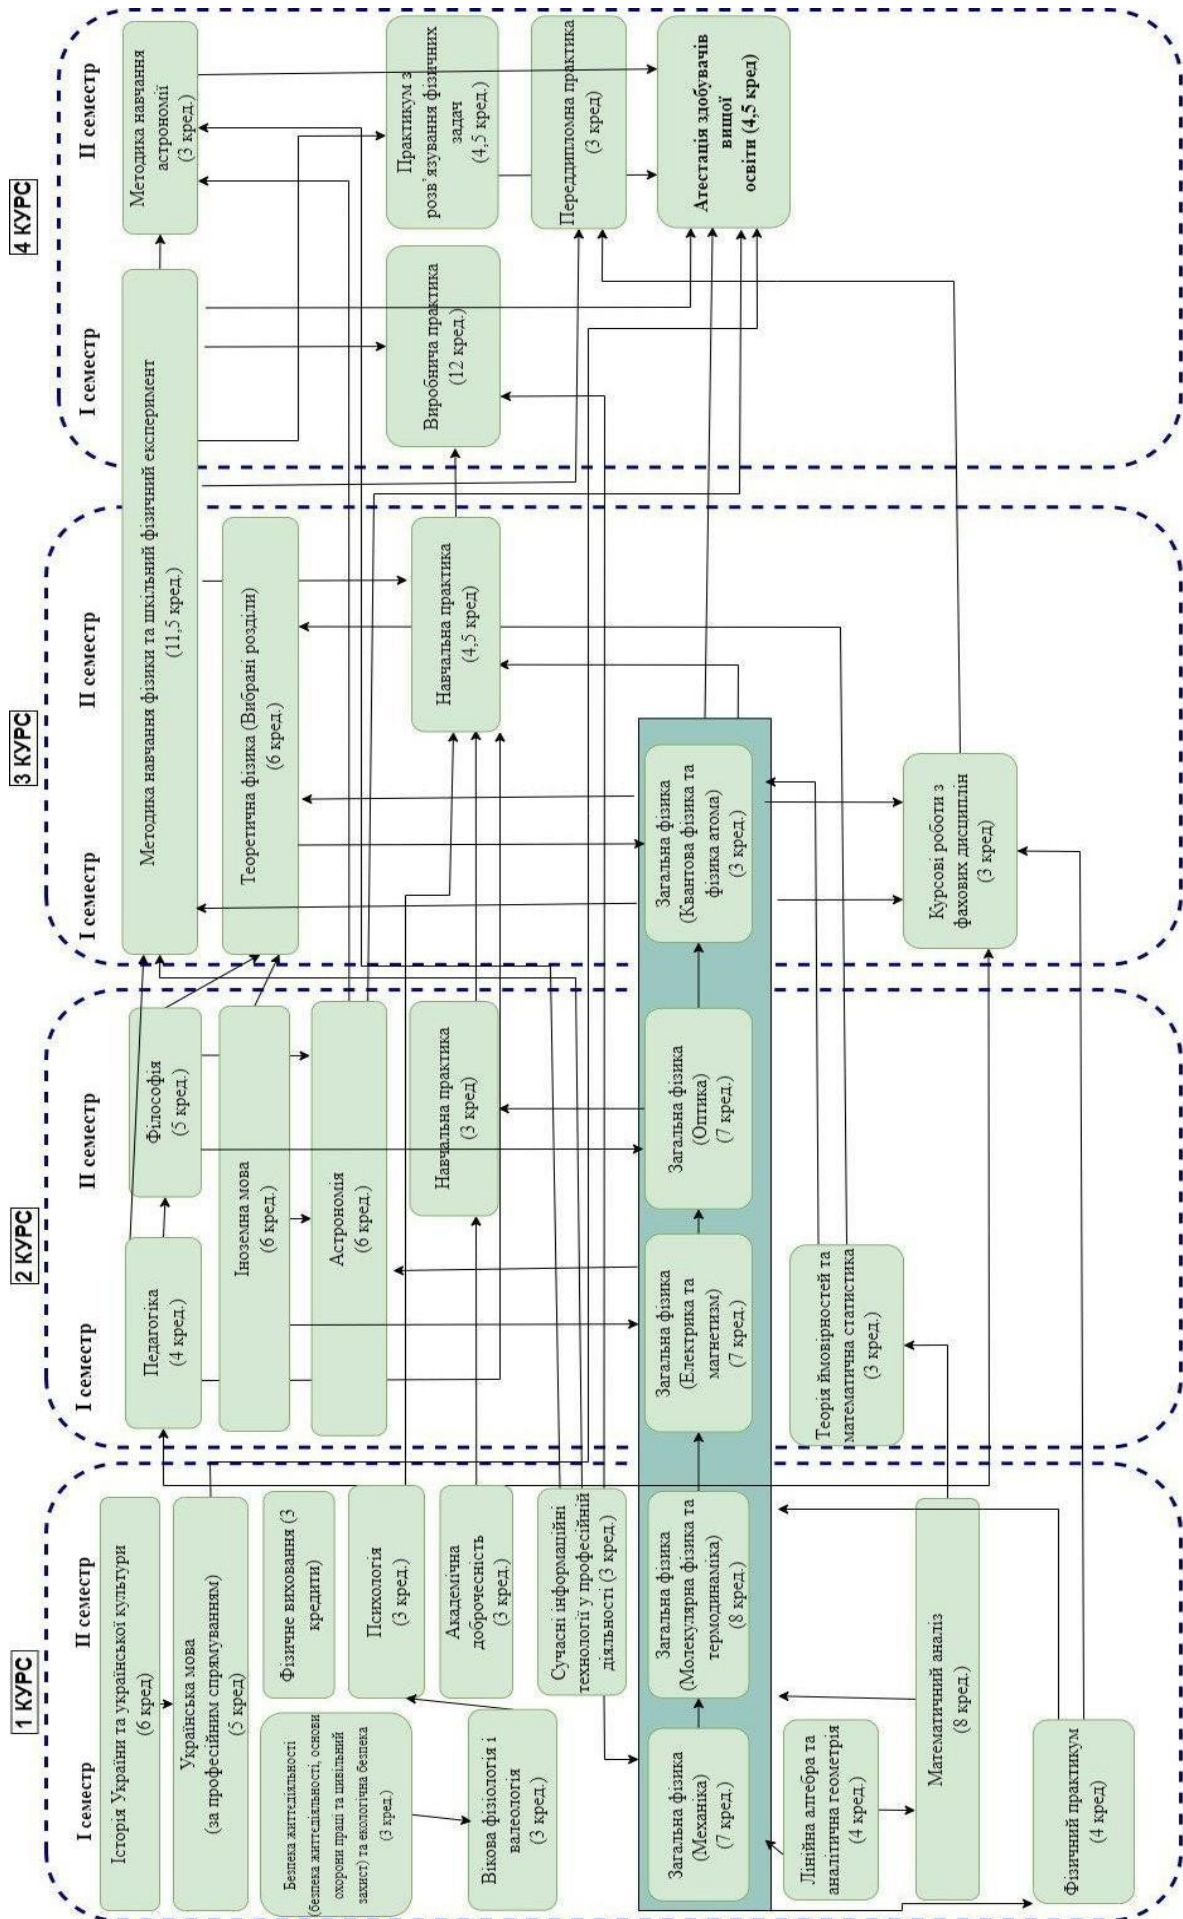 1 КУРС
I семестр
II семестр
Історія України та української культури
(6 кред)
Українська мова
(за професійним спрямуванням)
(5 кред)
Безпека життєдіяльності
(безпека життєдіяльності, основи
охорони праці та цивільний
захист) та екологічна безпека
(3 кред.)
Фізичне виховання (3
кредити)
Психологія
(3 кред.)
Вікова фізіологія і
валеологія
(3 кред.)
Академічна
доброчесність
(3 кред.)
Сучасні інформаційні
технології у професійній
діяльності (3 кред.)
Загальна фізика
(Механіка)
(7 кред.)
Загальна фізика
(Молекулярна фізика та
термодинаміка)
(8 кред.)
Лінійна алгебра та
аналітична геометрія
(4 кред.)
Математичний аналіз
(8 кред.)
Фізичний практикум
(4 кред)
2 КУРС
I семестр
II семестр
Педагогіка
(4 кред.)
Філософія
(5 кред.)
Іноземна мова
(6 кред.)
Астрономія
(6 кред.)
Навчальна практика
(3 кред)
Загальна фізика
(Електрика та
магнетизм)
(7 кред.)
Загальна фізика
(Оптика)
(7 кред.)
Теорія ймовірностей та
математична статистика
(3 кред.)
3 КУРС
I семестр
II семестр
Методика навчання фізики та шкільний фізичний експеримент
(11,5 кред.)
Теоретична фізика (Вибрані розділи)
(6 кред.)
Навчальна практика
(4,5 кред)
Загальна фізика
(Квантова фізика та
фізика атома)
(3 кред.)
Курсові роботи з
фахових дисциплін
(3 кред)
4 КУРС
I семестр
II семестр
Методика навчання
астрономії
(3 кред.)
Виробнича практика
(12 кред.)
Практикум з
розв’язування фізичних
задач
(4,5 кред.)
Переддипломна практика
(3 кред)
Атестація здобувачів
вищої
освіти (4,5 кред)